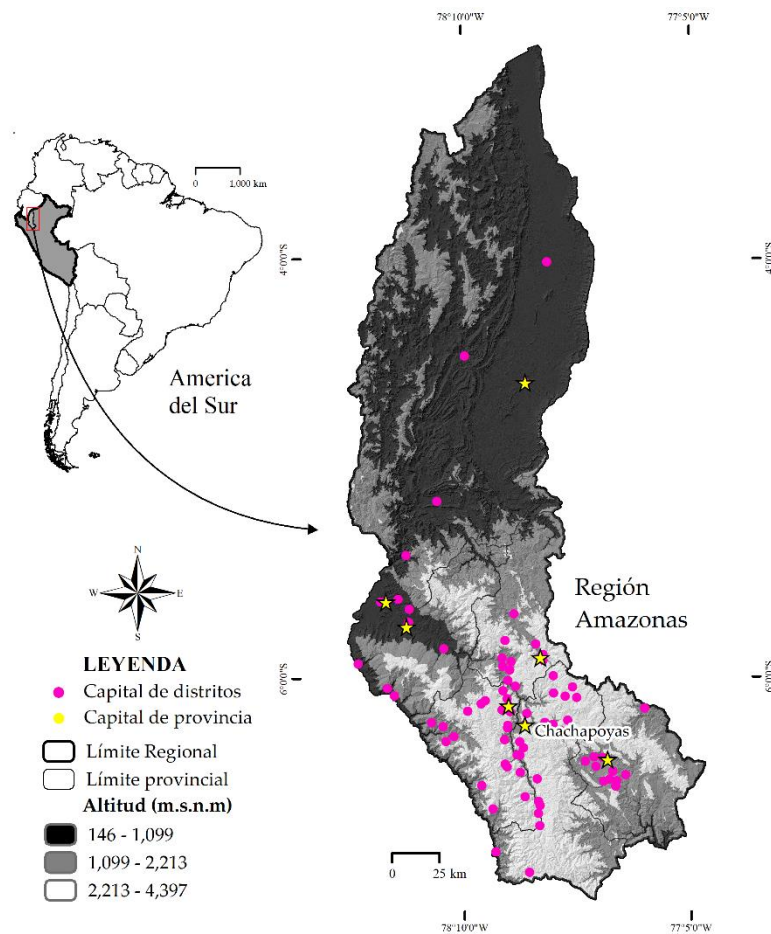 78°10'0"W
77°5'0"W
0
1,000 km
4°0'0"S
4°0'0"S
America
del Sur
N
W
E
S
Región
Amazonas
LEYENDA
Capital de distritos
Capital de provincia
Límite Regional
Límite provincial
Altitud (m.s.n.m)
146 - 1,099
1,099 - 2,213
2,213 - 4,397
6°0'0"S
6°0'0"S
Chachapoyas
0
25 km
78°10'0"W
77°5'0"W